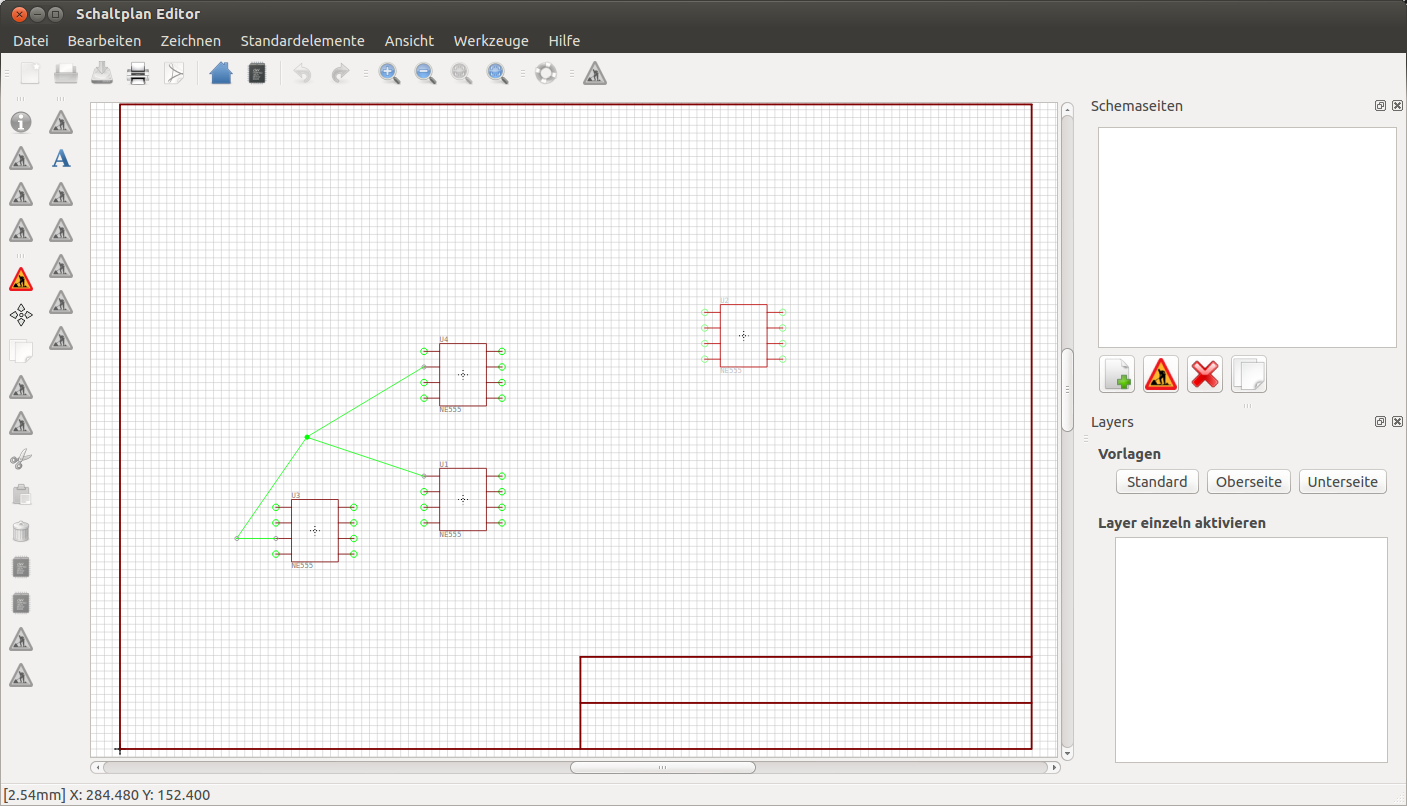 Schaltplan Editor
Datei Bearbeiten Zeichnen Standardelemente Ansicht Werkzeuge Hilfe
A
Schemaseiten
U2
NE555
U4
NE555
U1
NE555
U3
NE555
Layers
Vorlagen
Standard Oberseite Unterseite
Layer einzeln aktivieren
[2.54mm] X: 284.480 Y: 152.400